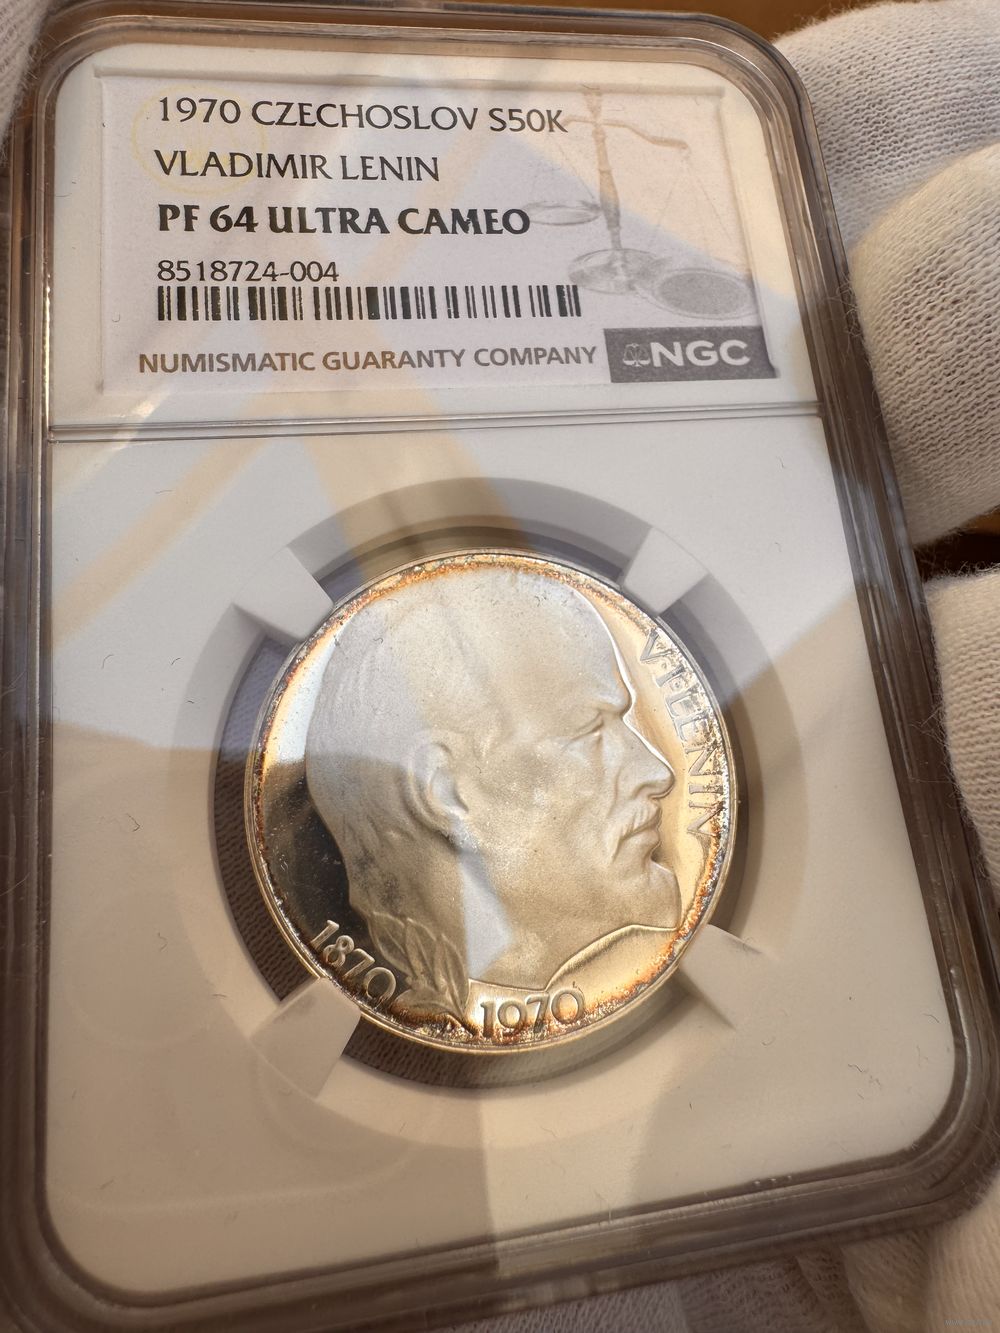 1970 CZECHOSLOV S50K
VLADIMIR LENIN
PF 64 ULTRA CAMEO
8518724-004
NUMISMATIC GUARANTY COMPANY
NGC
V.I.LENIN
1870
1970